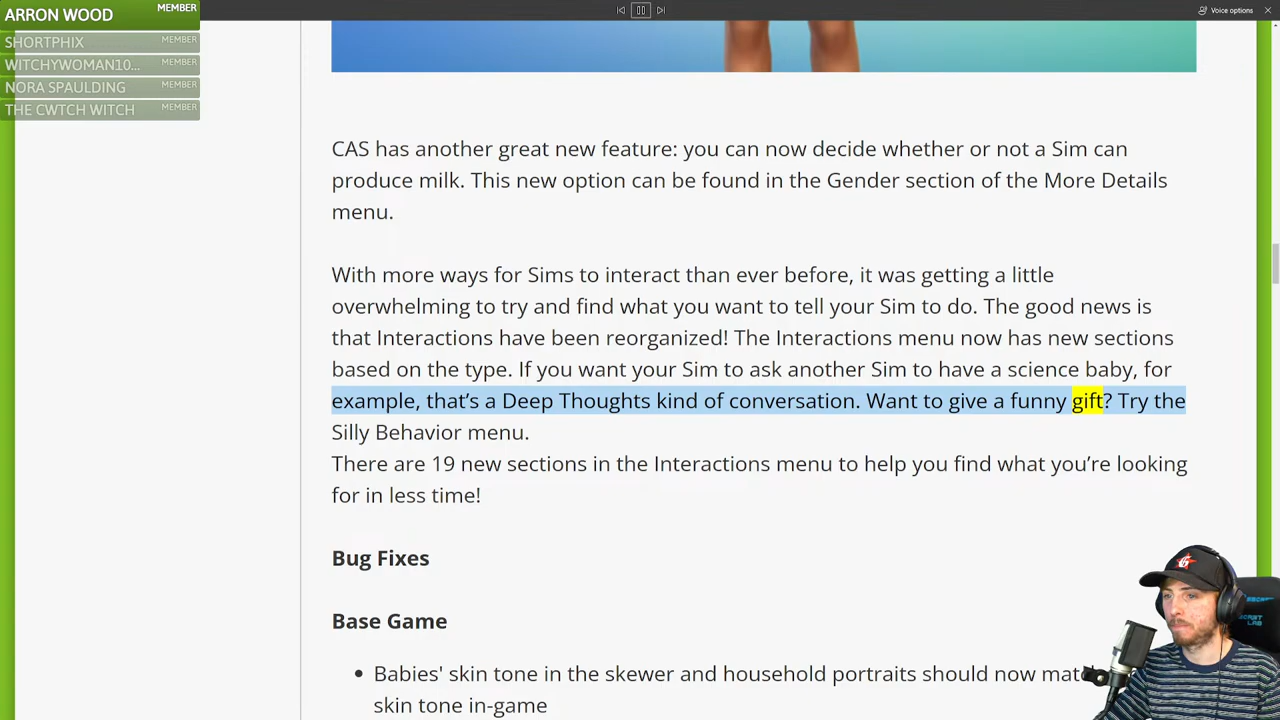 ARRON WOOD MEMBER
SHORTPHIX MEMBER
WITCHYWOMAN10... MEMBER
NORA SPAULDING MEMBER
THE CWTCH WITCH MEMBER
Voice options
CAS has another great new feature: you can now decide whether or not a Sim can
produce milk. This new option can be found in the Gender section of the More Details
menu.
With more ways for Sims to interact than ever before, it was getting a little
overwhelming to try and find what you want to tell your Sim to do. The good news is
that Interactions have been reorganized! The Interactions menu now has new sections
based on the type. If you want your Sim to ask another Sim to have a science baby, for
example, that’s a Deep Thoughts kind of conversation. Want to give a funny gift? Try the
Silly Behavior menu.
There are 19 new sections in the Interactions menu to help you find what you’re looking
for in less time!
Bug Fixes
Base Game
• Babies' skin tone in the skewer and household portraits should now
skin tone in-game